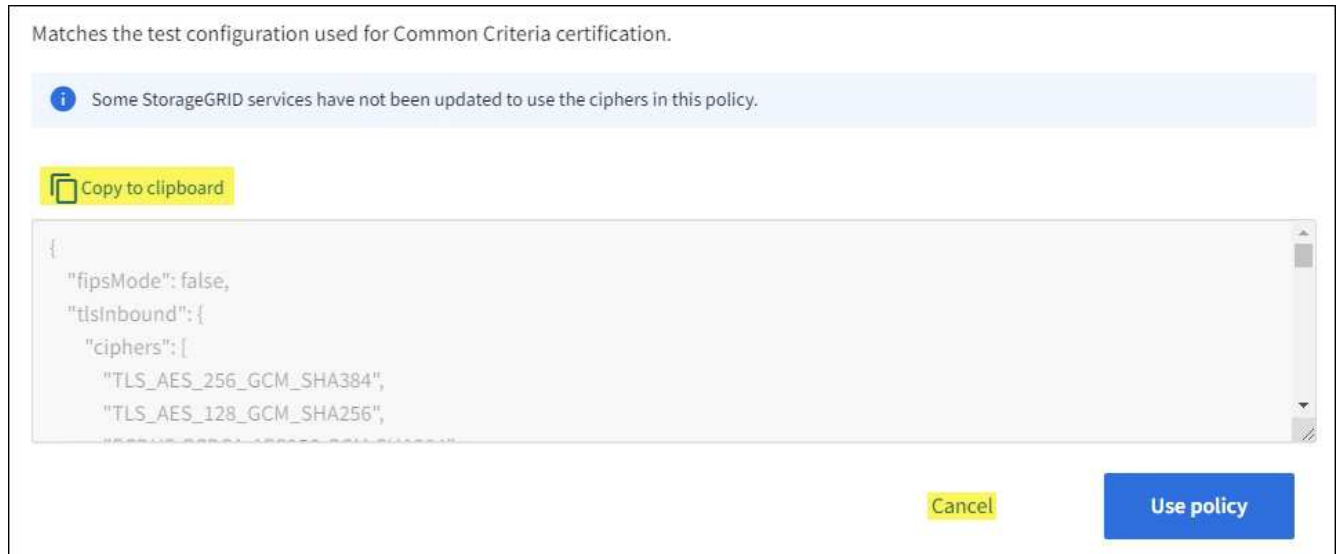 Matches the test configuration used for Common Criteria certification.
Some StorageGRID services have not been updated to use the ciphers in this policy.
Copy to clipboard
{
"fipsMode": false,
"tlsInbound": {
"ciphers": [
"TLS_AES_256_GCM_SHA384",
"TLS_AES_128_GCM_SHA256",
Cancel
Use policy